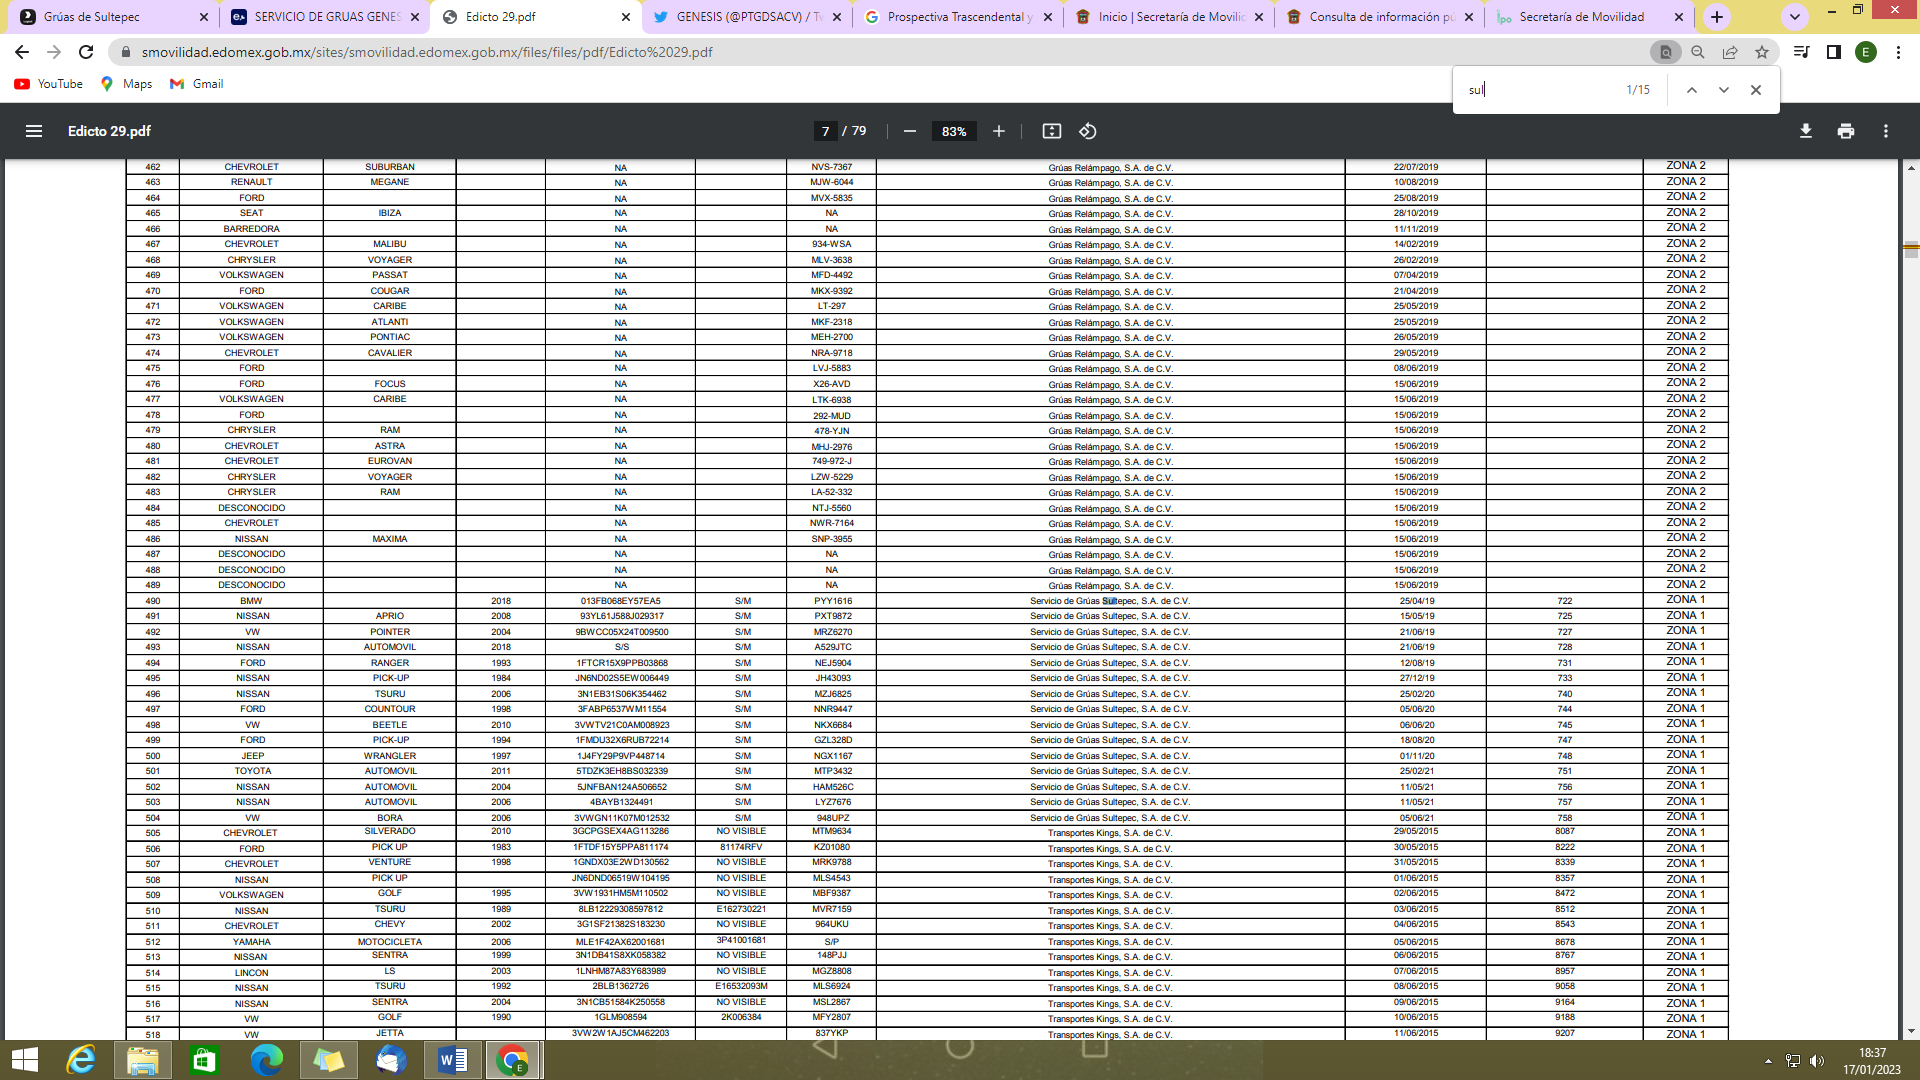 Grúas de Sultepec SERVICIO DE GRUAS GENES Edicto 29.pdf GENESIS (@PTGDSACV) / Tw Prospectiva Trascendental y Inicio | Secretaría de Movilid Consulta de información pú Secretaría de Movilidad
smovilidad.edomex.gob.mx/sites/smovilidad.edomex.gob.mx/files/files/pdf/Edicto%2029.pdf E
YouTube Maps Gmail sul 1/15
Edicto 29.pdf 7 / 79 83%
462 CHEVROLET SUBURBAN NA NVS-7367 Grúas Relámpago, S.A. de C.V. 22/07/2019 ZONA 2
463 RENAULT MEGANE NA MJW-6044 Grúas Relámpago, S.A. de C.V. 10/08/2019 ZONA 2
464 FORD NA MVX-5835 Grúas Relámpago, S.A. de C.V. 25/08/2019 ZONA 2
465 SEAT IBIZA NA NA Grúas Relámpago, S.A. de C.V. 28/10/2019 ZONA 2
466 BARREDORA NA NA Grúas Relámpago, S.A. de C.V. 11/11/2019 ZONA 2
467 CHEVROLET MALIBU NA 934-WSA Grúas Relámpago, S.A. de C.V. 14/02/2019 ZONA 2
468 CHRYSLER VOYAGER NA MLV-3638 Grúas Relámpago, S.A. de C.V. 26/02/2019 ZONA 2
469 VOLKSWAGEN PASSAT NA MFD-4492 Grúas Relámpago, S.A. de C.V. 07/04/2019 ZONA 2
470 FORD COUGAR NA MKX-9392 Grúas Relámpago, S.A. de C.V. 21/04/2019 ZONA 2
471 VOLKSWAGEN CARIBE NA LT-297 Grúas Relámpago, S.A. de C.V. 25/05/2019 ZONA 2
472 VOLKSWAGEN ATLANTI NA MKF-2318 Grúas Relámpago, S.A. de C.V. 25/05/2019 ZONA 2
473 VOLKSWAGEN PONTIAC NA MEH-2700 Grúas Relámpago, S.A. de C.V. 26/05/2019 ZONA 2
474 CHEVROLET CAVALIER NA NRA-9718 Grúas Relámpago, S.A. de C.V. 29/05/2019 ZONA 2
475 FORD NA LVJ-5883 Grúas Relámpago, S.A. de C.V. 08/06/2019 ZONA 2
476 FORD FOCUS NA X26-AVD Grúas Relámpago, S.A. de C.V. 15/06/2019 ZONA 2
477 VOLKSWAGEN CARIBE NA LTK-6938 Grúas Relámpago, S.A. de C.V. 15/06/2019 ZONA 2
478 FORD NA 292-MUD Grúas Relámpago, S.A. de C.V. 15/06/2019 ZONA 2
479 CHRYSLER RAM NA 478-YJN Grúas Relámpago, S.A. de C.V. 15/06/2019 ZONA 2
480 CHEVROLET ASTRA NA MHJ-2976 Grúas Relámpago, S.A. de C.V. 15/06/2019 ZONA 2
481 CHEVROLET EUROVAN NA 749-972-J Grúas Relámpago, S.A. de C.V. 15/06/2019 ZONA 2
482 CHRYSLER VOYAGER NA LZW-5229 Grúas Relámpago, S.A. de C.V. 15/06/2019 ZONA 2
483 CHRYSLER RAM NA LA-52-332 Grúas Relámpago, S.A. de C.V. 15/06/2019 ZONA 2
484 DESCONOCIDO NA NTJ-5560 Grúas Relámpago, S.A. de C.V. 15/06/2019 ZONA 2
485 CHEVROLET NA NWR-7164 Grúas Relámpago, S.A. de C.V. 15/06/2019 ZONA 2
486 NISSAN MAXIMA NA SNP-3955 Grúas Relámpago, S.A. de C.V. 15/06/2019 ZONA 2
487 DESCONOCIDO NA NA Grúas Relámpago, S.A. de C.V. 15/06/2019 ZONA 2
488 DESCONOCIDO NA NA Grúas Relámpago, S.A. de C.V. 15/06/2019 ZONA 2
489 DESCONOCIDO NA NA Grúas Relámpago, S.A. de C.V. 15/06/2019 ZONA 2
490 BMW 2018 013FB068EY57EA5 S/M PYY1616 Servicio de Grúas Sultepec, S.A. de C.V. 25/04/19 722 ZONA 1
491 NISSAN APRIO 2008 93YL61J588J029317 S/M PXT9872 Servicio de Grúas Sultepec, S.A. de C.V. 15/05/19 725 ZONA 1
492 VW POINTER 2004 9BWCC05X24T009500 S/M MRZ6270 Servicio de Grúas Sultepec, S.A. de C.V. 21/06/19 727 ZONA 1
493 NISSAN AUTOMOVIL 2018 S/S S/M A529JTC Servicio de Grúas Sultepec, S.A. de C.V. 21/06/19 728 ZONA 1
494 FORD RANGER 1993 1FTCR15X9PPB03868 S/M NEJ5904 Servicio de Grúas Sultepec, S.A. de C.V. 12/08/19 731 ZONA 1
495 NISSAN PICK-UP 1984 JN6ND02S5EW006449 S/M JH43093 Servicio de Grúas Sultepec, S.A. de C.V. 27/12/19 733 ZONA 1
496 NISSAN TSURU 2006 3N1EB31S06K354462 S/M MZJ6825 Servicio de Grúas Sultepec, S.A. de C.V. 25/02/20 740 ZONA 1
497 FORD COUNTOUR 1998 3FABP6537WM11554 S/M NNR9447 Servicio de Grúas Sultepec, S.A. de C.V. 05/06/20 744 ZONA 1
498 VW BEETLE 2010 3VWTV21C0AM008923 S/M NKX6684 Servicio de Grúas Sultepec, S.A. de C.V. 06/06/20 745 ZONA 1
499 FORD PICK-UP 1994 1FMDU32X6RUB72214 S/M GZL328D Servicio de Grúas Sultepec, S.A. de C.V. 18/08/20 747 ZONA 1
500 JEEP WRANGLER 1997 1J4FY29P9VP448714 S/M NGX1167 Servicio de Grúas Sultepec, S.A. de C.V. 01/11/20 748 ZONA 1
501 TOYOTA AUTOMOVIL 2011 5TDZK3EH8BS032339 S/M MTP3432 Servicio de Grúas Sultepec, S.A. de C.V. 25/02/21 751 ZONA 1
502 NISSAN AUTOMOVIL 2004 5JNFBAN124A506652 S/M HAM526C Servicio de Grúas Sultepec, S.A. de C.V. 11/05/21 756 ZONA 1
503 NISSAN AUTOMOVIL 2006 4BAYB1324491 S/M LYZ7676 Servicio de Grúas Sultepec, S.A. de C.V. 11/05/21 757 ZONA 1
504 VW BORA 2006 3VWGN11K07M012532 S/M 948UPZ Servicio de Grúas Sultepec, S.A. de C.V. 05/06/21 758 ZONA 1
505 CHEVROLET SILVERADO 2010 3GCPGSEX4AG113286 NO VISIBLE MTM9634 Transportes Kings, S.A. de C.V. 29/05/2015 8087 ZONA 1
506 FORD PICK UP 1983 1FTDF15Y5PPA811174 81174RFV KZ01080 Transportes Kings, S.A. de C.V. 30/05/2015 8222 ZONA 1
507 CHEVROLET VENTURE 1998 1GNDX03E2WD130562 NO VISIBLE MRK9788 Transportes Kings, S.A. de C.V. 31/05/2015 8339 ZONA 1
508 NISSAN PICK UP JN6DND06519W104195 NO VISIBLE MLS4543 Transportes Kings, S.A. de C.V. 01/06/2015 8357 ZONA 1
509 VOLKSWAGEN GOLF 1995 3VW1931HM5M110502 NO VISIBLE MBF9387 Transportes Kings, S.A. de C.V. 02/06/2015 8472 ZONA 1
510 NISSAN TSURU 1989 8LB12229308597812 E162730221 MVR7159 Transportes Kings, S.A. de C.V. 03/06/2015 8512 ZONA 1
511 CHEVROLET CHEVY 2002 3G1SF21382S183230 NO VISIBLE 964UKU Transportes Kings, S.A. de C.V. 04/06/2015 8543 ZONA 1
512 YAMAHA MOTOCICLETA 2006 MLE1F42AX62001681 3P41001681 S/P Transportes Kings, S.A. de C.V. 05/06/2015 8678 ZONA 1
513 NISSAN SENTRA 1999 3N1DB41S8XK058382 NO VISIBLE 148PJJ Transportes Kings, S.A. de C.V. 06/06/2015 8767 ZONA 1
514 LINCON LS 2003 1LNHM87A83Y683989 NO VISIBLE MGZ8808 Transportes Kings, S.A. de C.V. 07/06/2015 8957 ZONA 1
515 NISSAN TSURU 1992 2BLB1362726 E16532093M MLS6924 Transportes Kings, S.A. de C.V. 08/06/2015 9058 ZONA 1
516 NISSAN SENTRA 2004 3N1CB51584K250558 NO VISIBLE MSL2867 Transportes Kings, S.A. de C.V. 09/06/2015 9164 ZONA 1
517 VW GOLF 1990 1GLM908594 2K006384 MFY2807 Transportes Kings, S.A. de C.V. 10/06/2015 9188 ZONA 1
518 VW JETTA 3VW2W1AJ5CM462203 837YKP Transportes Kings, S.A. de C.V. 11/06/2015 9207 ZONA 1
18:37
17/01/2023